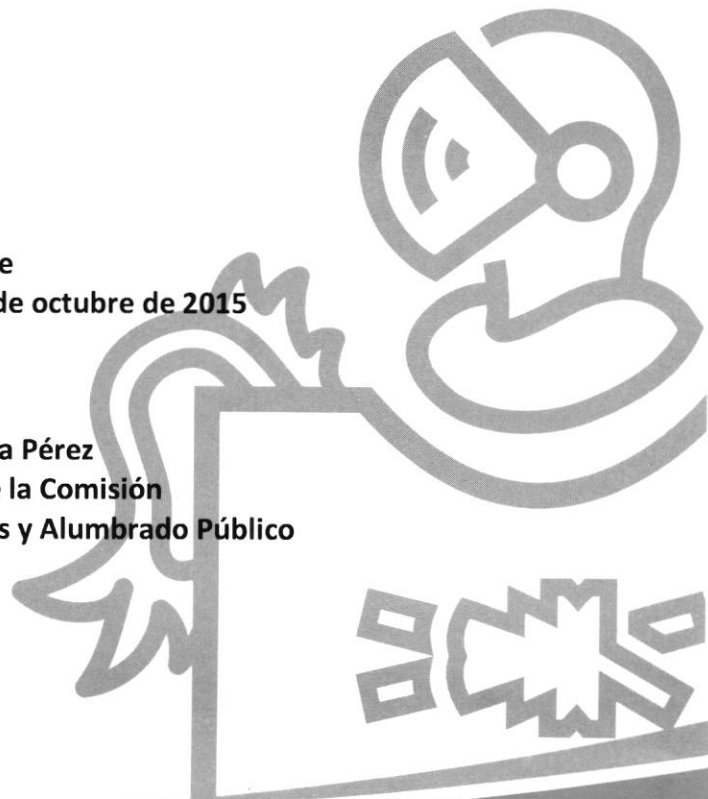 e
de octubre de 2015
a Pérez
la Comisión
s y Alumbrado Público